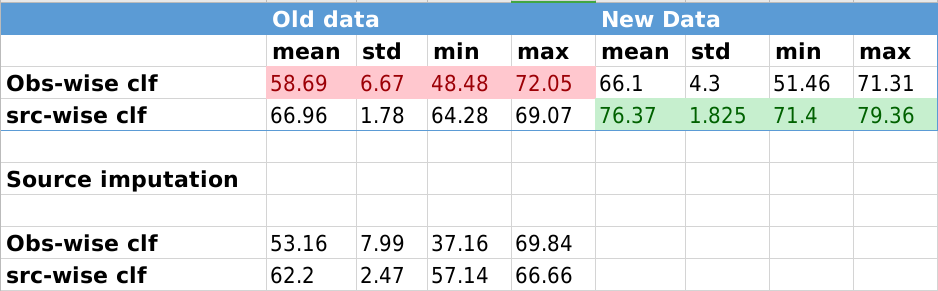 Old data New Data
mean std min max mean std min max
Obs-wise clf 58.69 6.67 48.48 72.05 66.1 4.3 51.46 71.31
src-wise clf 66.96 1.78 64.28 69.07 76.37 1.825 71.4 79.36
Source imputation
Obs-wise clf 53.16 7.99 37.16 69.84
src-wise clf 62.2 2.47 57.14 66.66